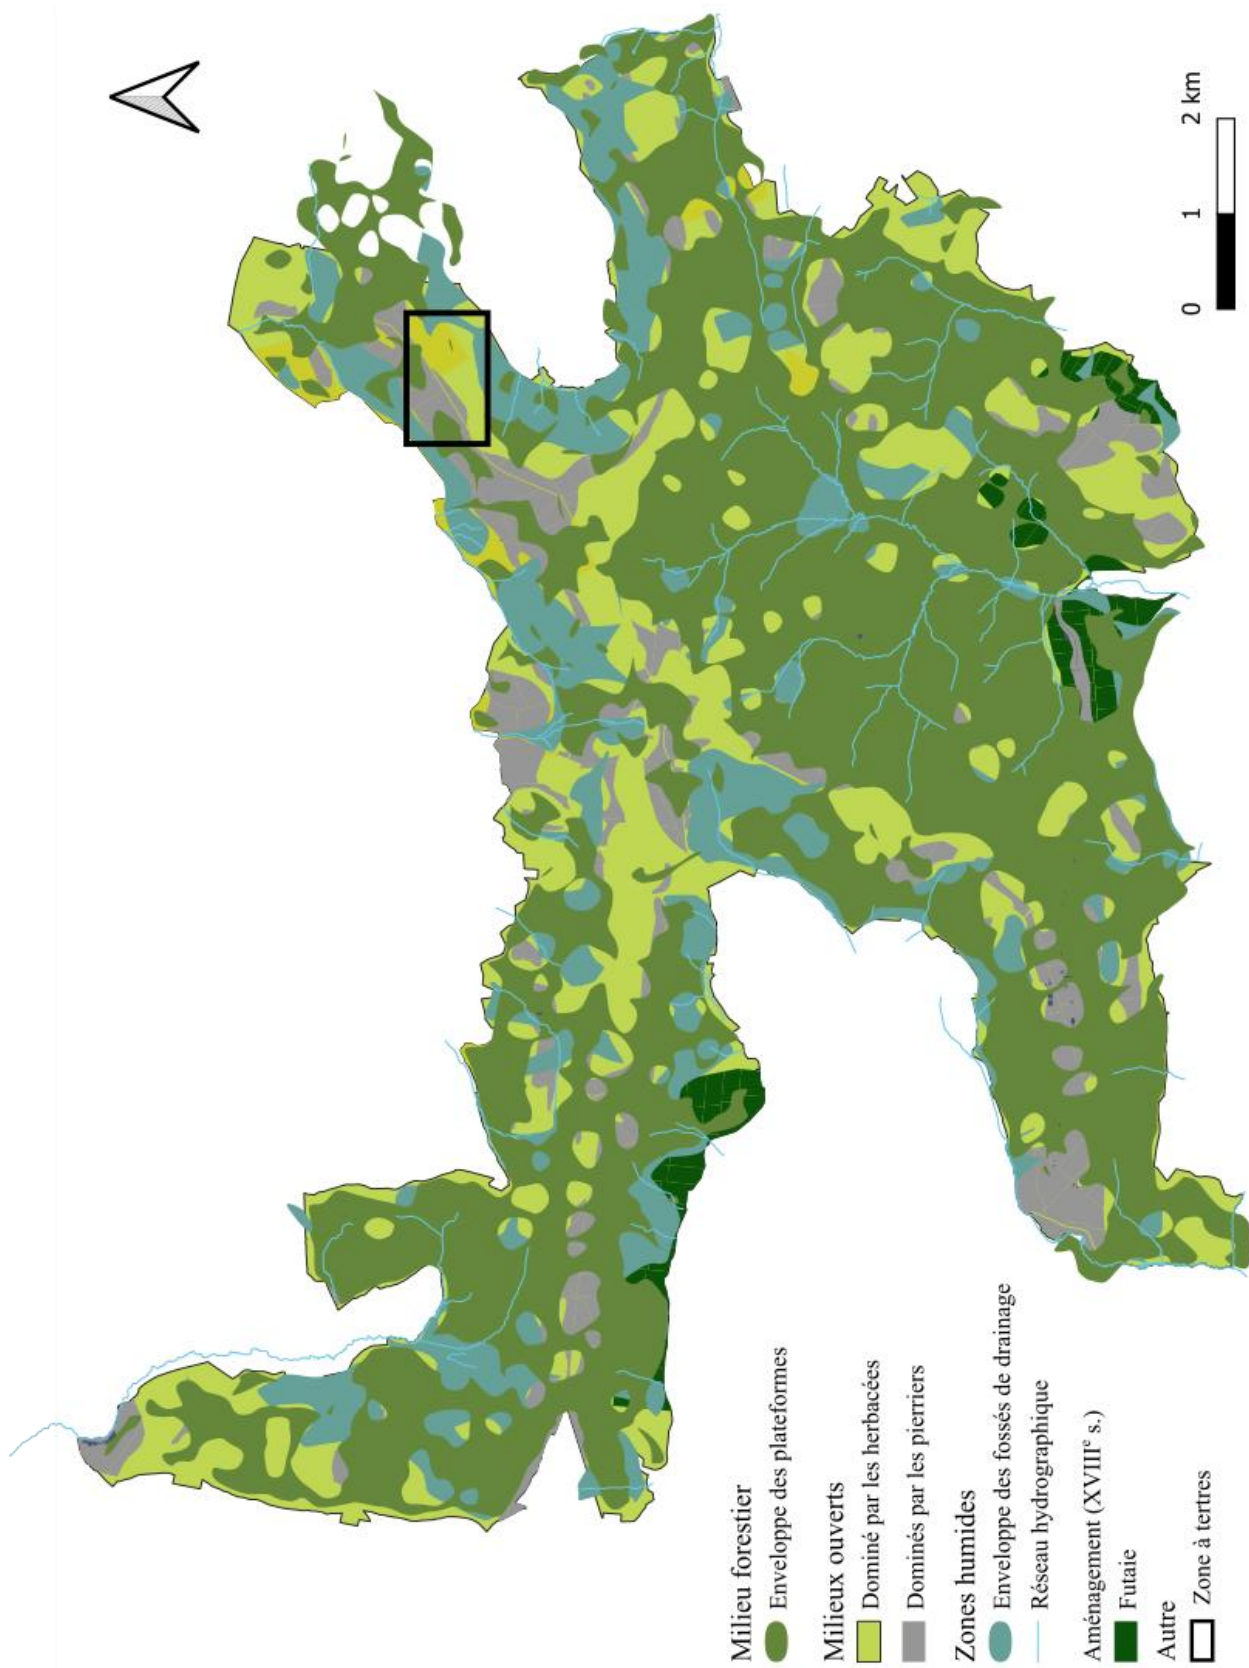 Milieu forestier
Enveloppe des plateformes
Milieux ouverts
Dominé par les herbacées
Dominés par les pierriers
Zones humides
Enveloppe des fossés de drainage
Réseau hydrographique
Aménagement (XVIIIᵉ s.)
Futaie
Autre
Zone à tertres
0 1 2 km